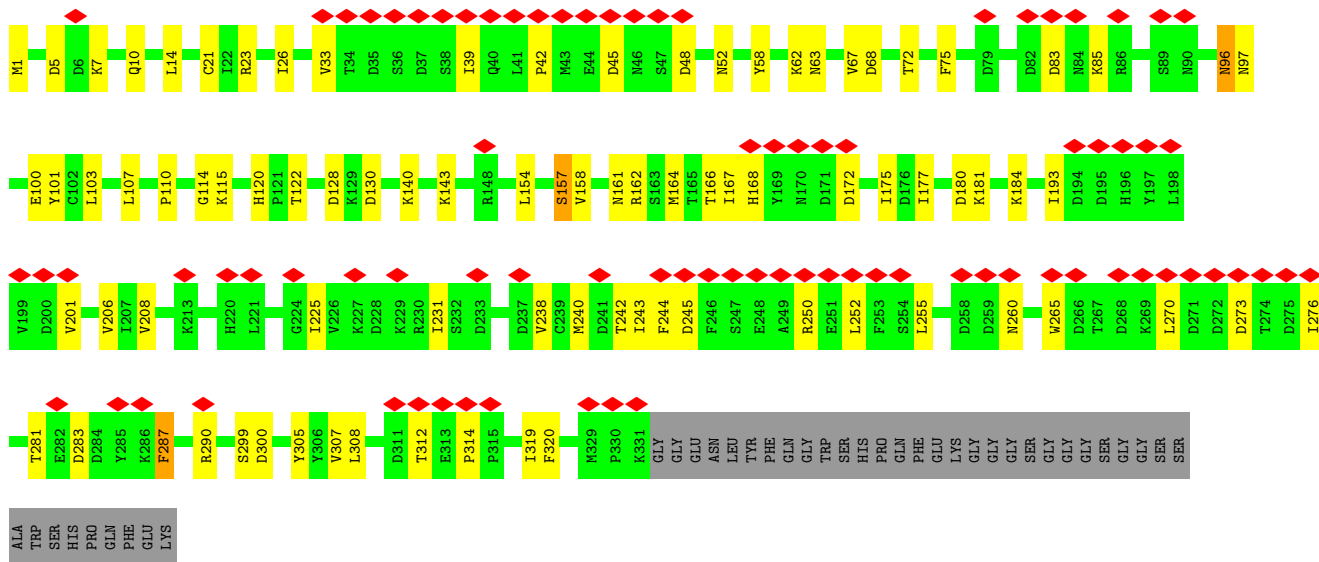 M1 D5 D6 K7 Q10 L14 C21 I22 R23 I26 V33 T34 D35 S36 D37 S38 I39 Q40 L41 P42 M43 E44 D45 N46 S47 D48 N52 Y58 K62 N63 V67 D68 T72 F75 D79 D82 D83 N84 K85 R86 S89 N90 N96 N97
E100 Y101 C102 L103 L107 P110 G114 K115 H120 P121 T122 D128 K129 D130 K140 K143 R148 L154 S157 V158 N161 R162 S163 M164 T165 T166 I167 H168 Y169 N170 D171 D172 I175 D176 I177 D180 K181 K184 I193 D194 D195 H196 Y197 L198
V199 D200 V201 V206 I207 V208 K213 H220 L221 G224 I225 V226 K227 D228 K229 R230 I231 S232 D233 D237 V238 C239 M240 D241 T242 I243 F244 D245 F246 S247 E248 A249 R250 E251 L252 F253 S254 L255 D258 D259 N260 W265 D266 T267 D268 K269 L270 D271 D272 D273 T274 D275 I276
T281 E282 D283 D284 Y285 K286 F287 R290 S299 D300 Y305 Y306 V307 L308 D311 T312 E313 P314 P315 I319 F320 M329 P330 K331 GLY GLY GLU ASN LEU TYR PHE GLN GLY TRP SER HIS PRO GLN PHE GLU LYS GLY GLY GLY SER GLY GLY GLY SER GLY GLY SER SER
ALA TRP SER HIS PRO GLN PHE GLU LYS